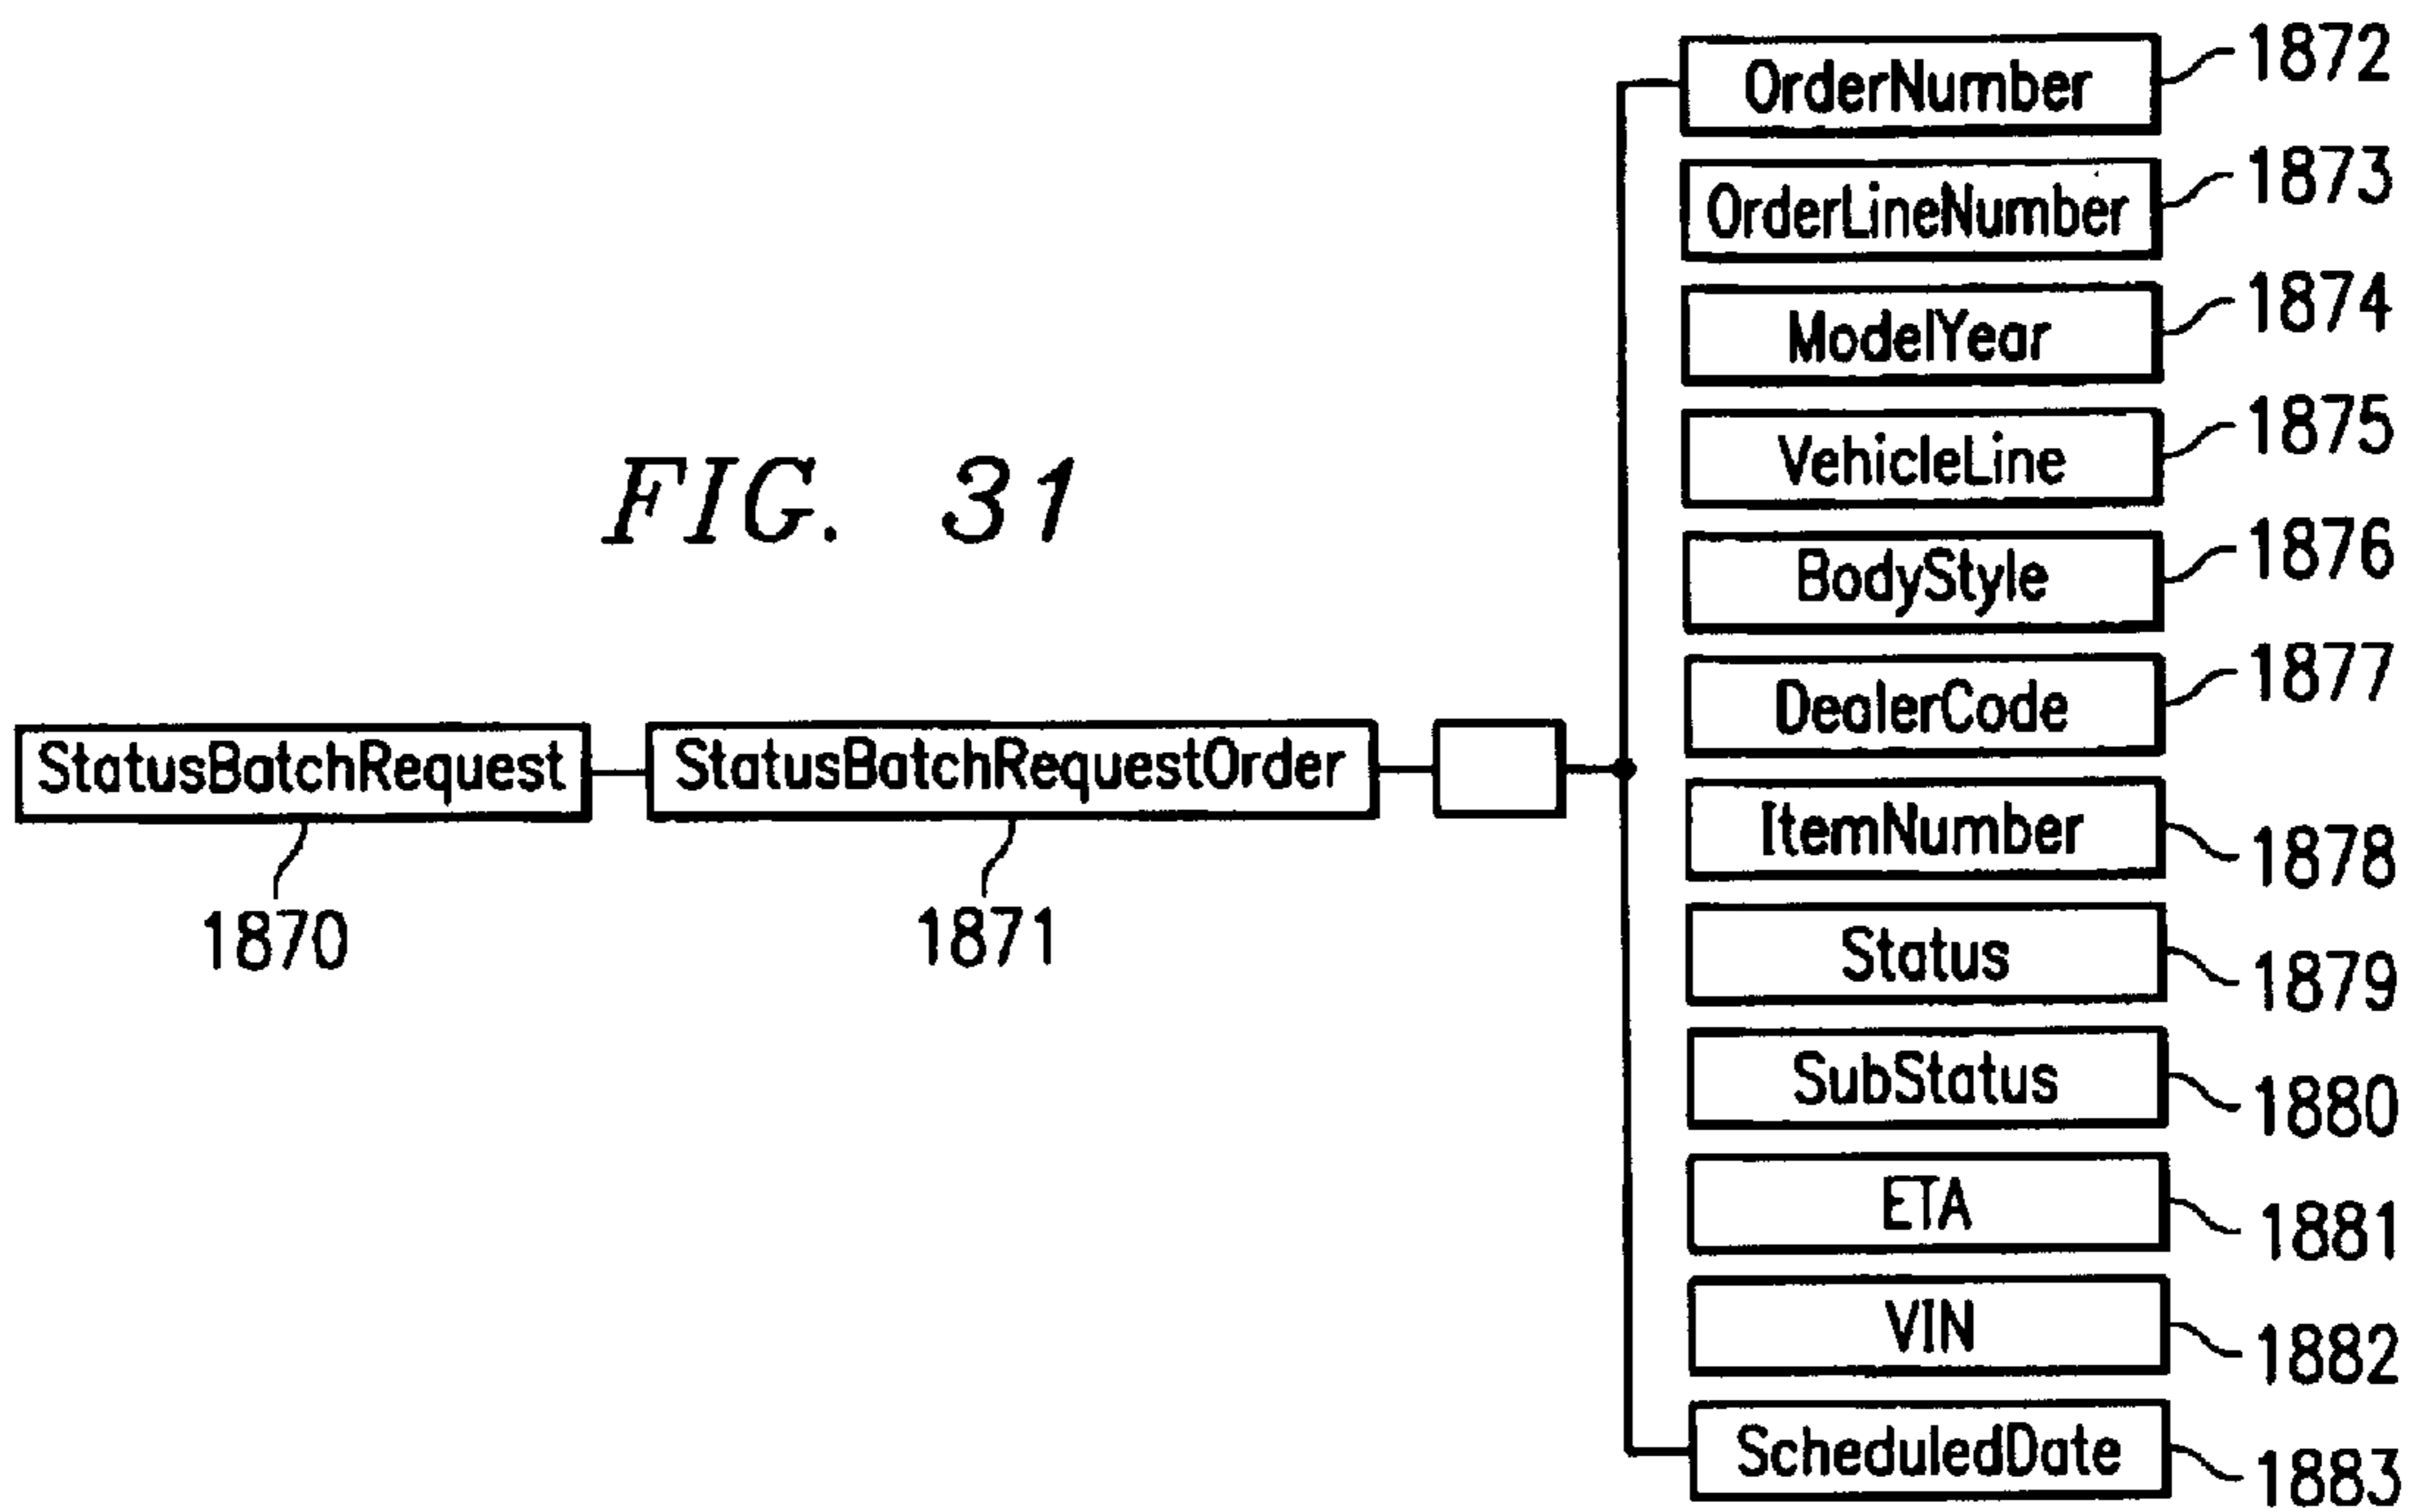 OrderNumber 1872
OrderLineNumber 1873
ModelYear 1874
VehicleLine 1875
FIG. 31
BodyStyle 1876
DealerCode 1877
StatusBatchRequest StatusBatchRequestOrder
ItemNumber 1878
1870 1871
Status 1879
SubStatus 1880
ETA 1881
VIN 1882
ScheduledDate 1883